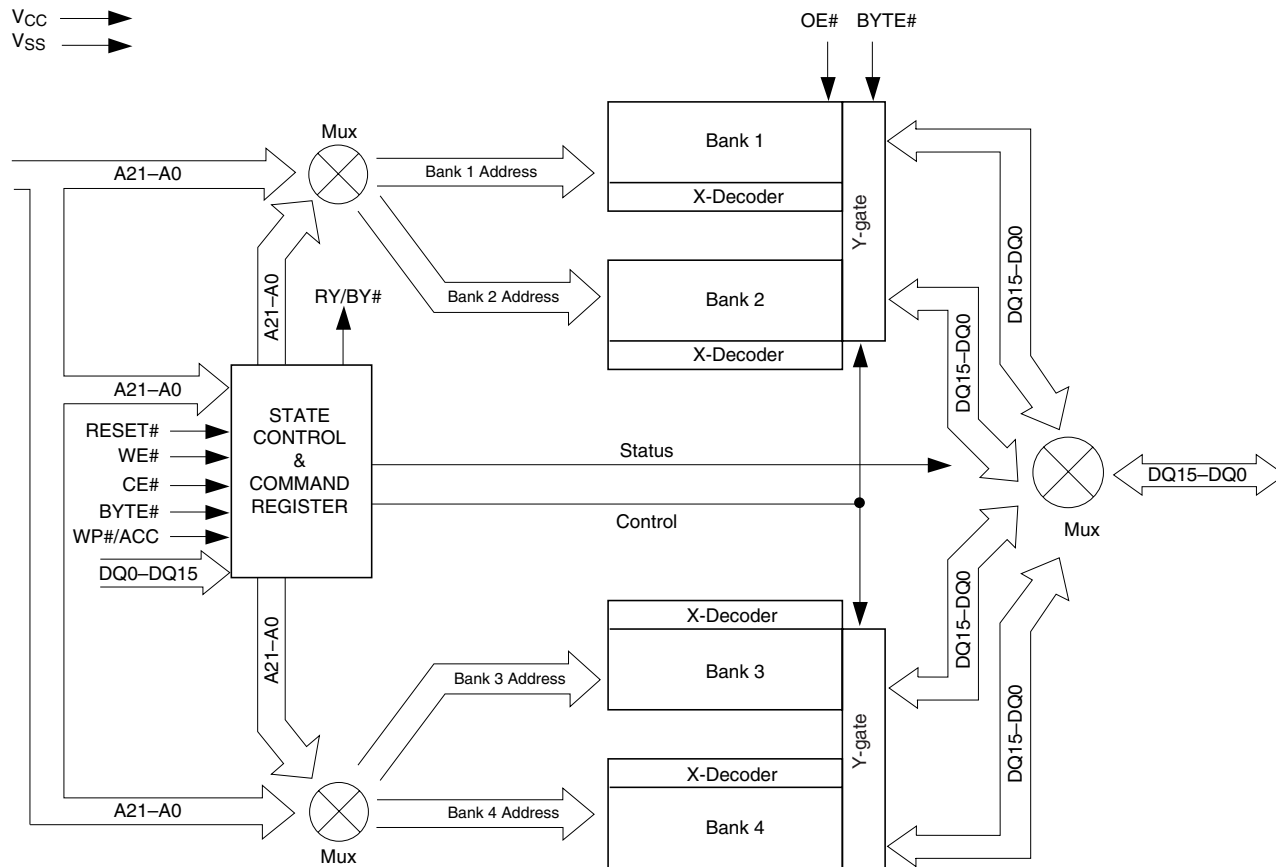 VCC
VSS
OE# BYTE#
Mux
Bank 1
A21–A0
Bank 1 Address
X-Decoder
Y-gate
DQ15–DQ0
A21–A0
RY/BY#
Bank 2 Address
Bank 2
X-Decoder
DQ15–DQ0
A21–A0
RESET#
WE#
CE#
BYTE#
WP#/ACC
DQ0–DQ15
STATE
CONTROL
&
COMMAND
REGISTER
Status
Control
DQ15–DQ0
Mux
A21–A0
X-Decoder
Bank 3 Address
Bank 3
DQ15–DQ0
Y-gate
DQ15–DQ0
X-Decoder
A21–A0
Bank 4 Address
Bank 4
Mux